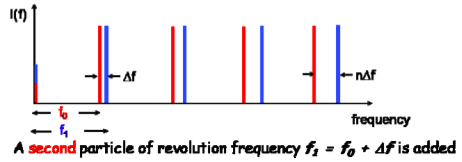 I(f)
Δf
nΔf
f₀
f₁
frequency
A second particle of revolution frequency f₁ = f₀ + Δf is added